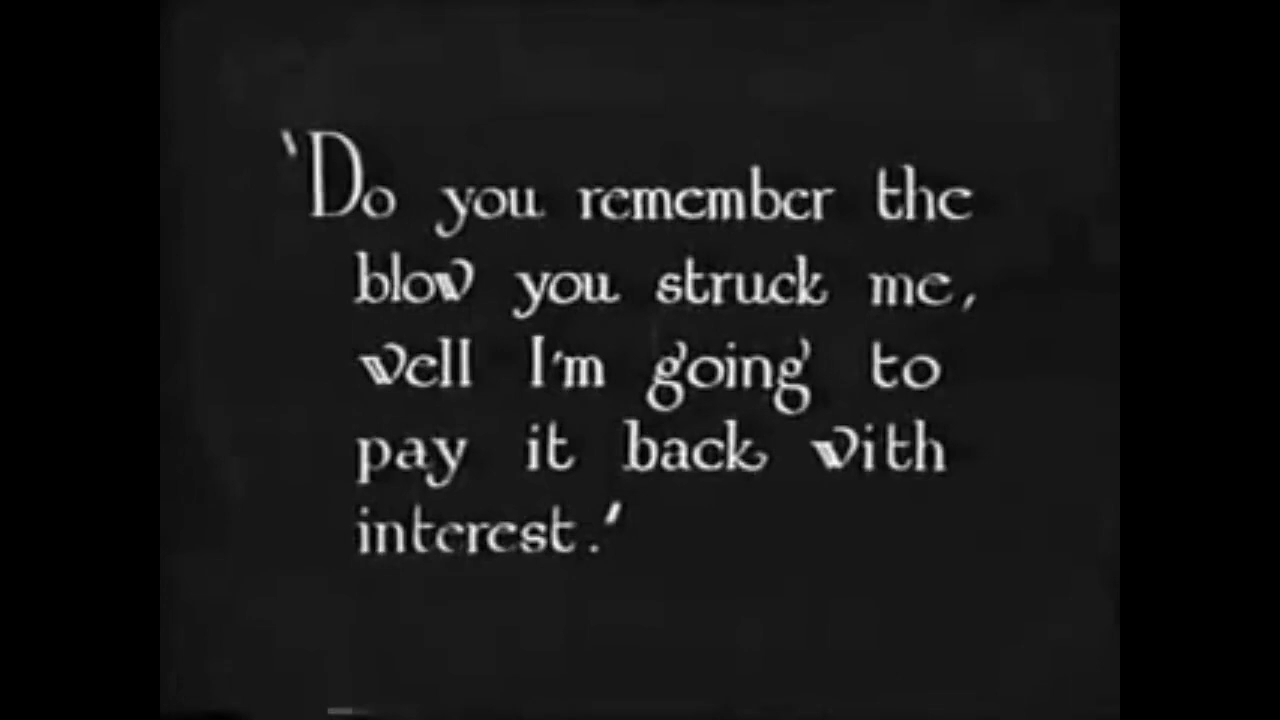 'Do you remember the
blow you struck me,
well I'm going to
pay it back with
interest.'